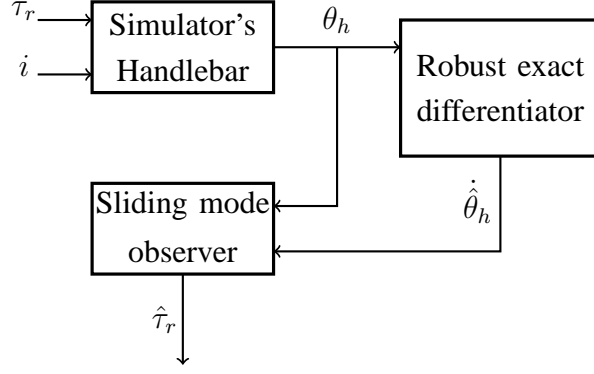 τ_r
Simulator's
Handlebar
i
θ_h
Robust exact
differentiator
Sliding mode
observer
\dot{\hat{θ}}_h
\hat{τ}_r